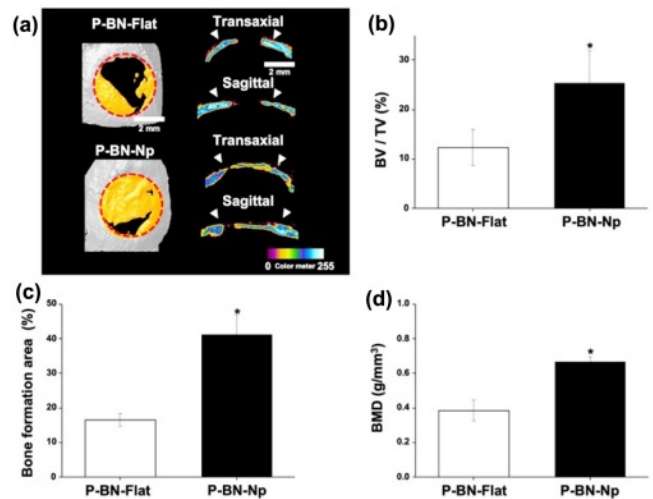 (a)
P-BN-Flat
2 mm
P-BN-Np
Transaxial
2 mm
Sagittal
Transaxial
Sagittal
0 Color meter 255
(b)
BV / TV (%)
30
20
10
0
*
P-BN-Flat P-BN-Np
(c)
Bone formation area (%)
50
40
30
20
10
0
*
P-BN-Flat P-BN-Np
(d)
BMD (g/mm³)
1.0
0.8
0.6
0.4
0.2
0.0
*
P-BN-Flat P-BN-Np